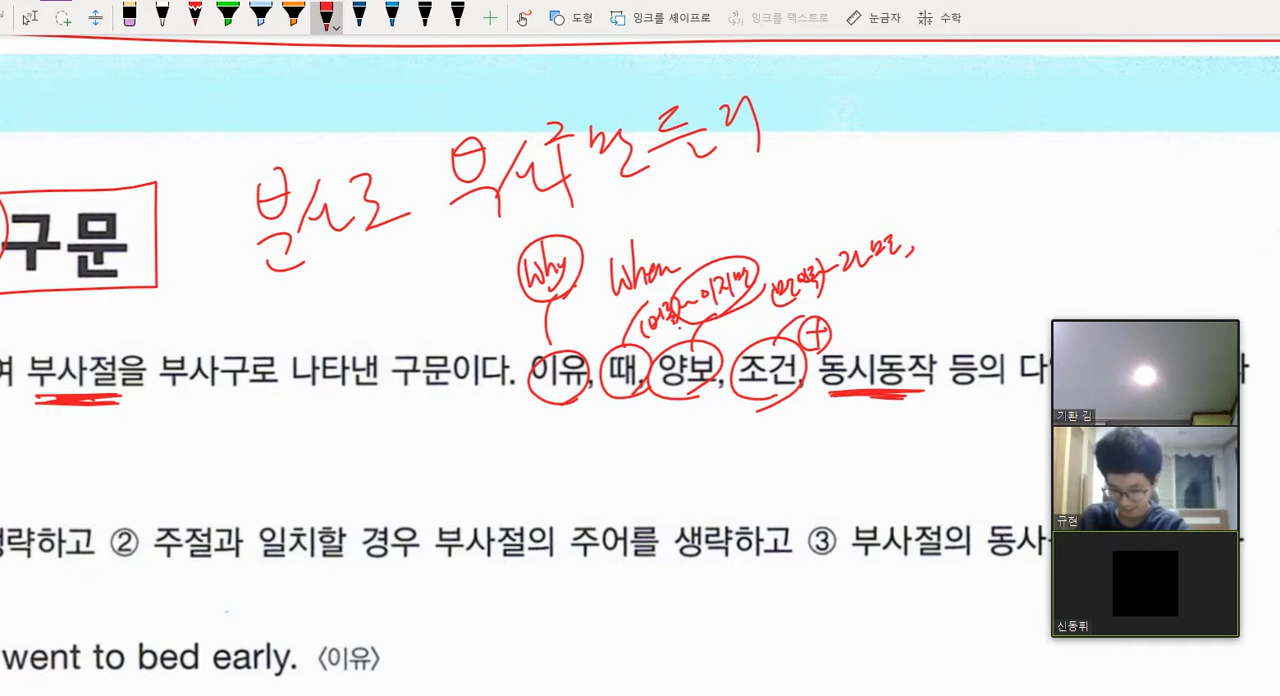 도형 잉크를 셰이프로 잉크를 텍스트로 눈금자 수학
분사로 부사구 만들기
구문
Why When
비록~이지만 만약~라면,
부사절을 부사구로 나타낸 구문이다. 이유, 때, 양보, 조건, 동시동작 등의
기환 김
규현
략하고 ② 주절과 일치할 경우 부사절의 주어를 생략하고 ③ 부사절의 동사
신동휘
went to bed early. 〈이유〉